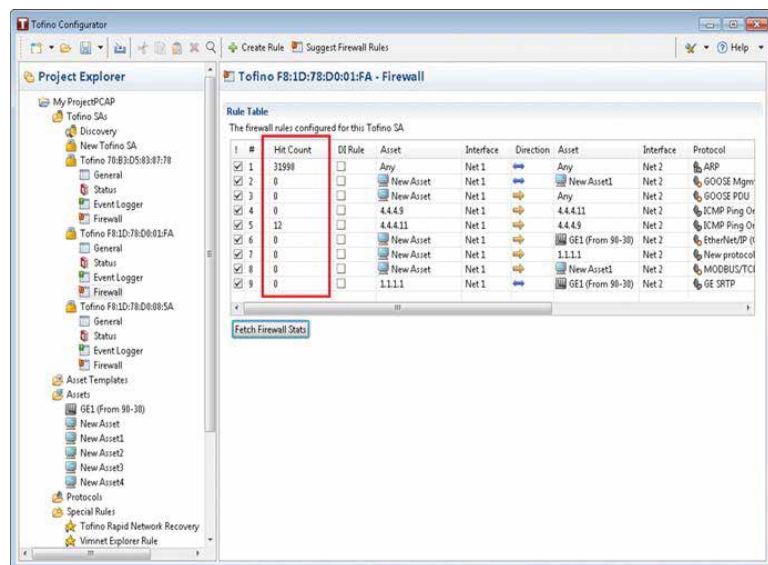 Tofino Configurator
Create Rule Suggest Firewall Rules Help
Project Explorer
My ProjectPCAP
Tofino SAs
Discovery
New Tofino SA
Tofino 70:B3:D5:83:87:78
General
Status
Event Logger
Firewall
Tofino F8:1D:78:D0:01:FA
General
Status
Event Logger
Firewall
Tofino F8:1D:78:D0:08:5A
General
Status
Event Logger
Firewall
Asset Templates
Assets
GE1 (From 90-30)
New Asset
New Asset1
New Asset2
New Asset3
New Asset4
Protocols
Special Rules
Tofino Rapid Network Recovery
Vimnet Explorer Rule
Tofino F8:1D:78:D0:01:FA - Firewall
Rule Table
The firewall rules configured for this Tofino SA
! # Hit Count DI Rule Asset Interface Direction Asset Interface Protocol
1 31998 Any Net 1 Any Net 2 ARP
2 0 New Asset Net 1 New Asset1 Net 2 GOOSE Mgm
3 0 New Asset Net 1 Any Net 2 GOOSE PDU
4 0 4.4.4.9 Net 1 4.4.4.11 Net 2 ICMP Ping On
5 12 4.4.4.11 Net 1 4.4.4.9 Net 2 ICMP Ping On
6 0 New Asset Net 1 GE1 (From 90-30) Net 2 EtherNet/IP (
7 0 New Asset Net 1 1.1.1.1 Net 2 New protocol
8 0 New Asset Net 1 New Asset1 Net 2 MODBUS/TCP
9 0 1.1.1.1 Net 1 GE1 (From 90-30) Net 2 GE SRTP
Fetch Firewall Stats